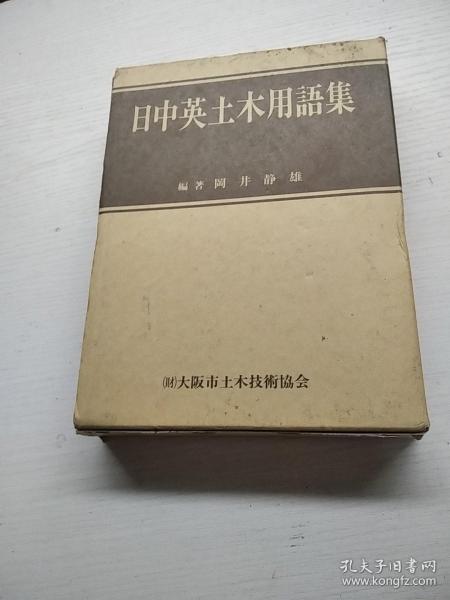 日中英土木用語集
編著 岡井静雄
㈶大阪市土木技術協会
孔夫子旧书网
www.kongfz.com